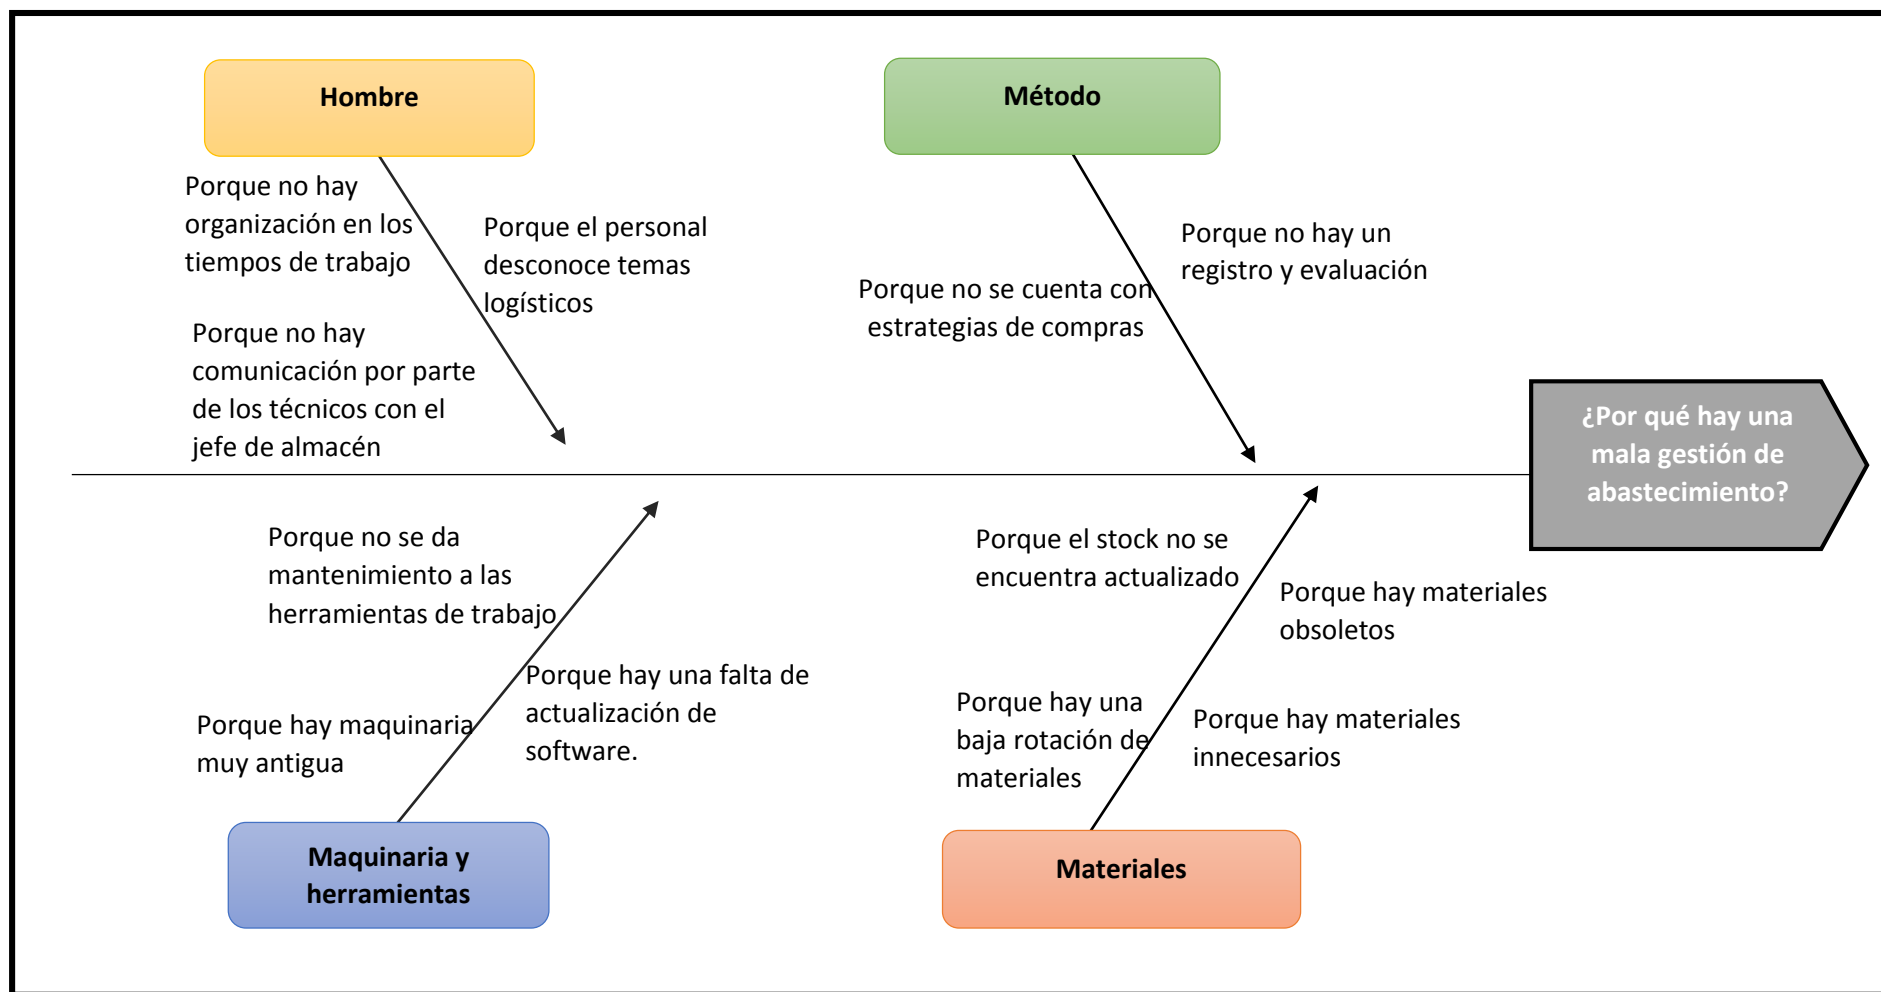 Hombre
Método
Porque no hay
organización en los
tiempos de trabajo
Porque el personal
desconoce temas
logísticos
Porque no hay
comunicación por parte
de los técnicos con el
jefe de almacén
Porque no hay un
registro y evaluación
Porque no se cuenta con
estrategias de compras
¿Por qué hay una
mala gestión de
abastecimiento?
Porque no se da
mantenimiento a las
herramientas de trabajo
Porque hay una falta de
actualización de
software.
Porque hay maquinaria
muy antigua
Porque el stock no se
encuentra actualizado
Porque hay materiales
obsoletos
Porque hay una
baja rotación de
materiales
Porque hay materiales
innecesarios
Maquinaria y
herramientas
Materiales